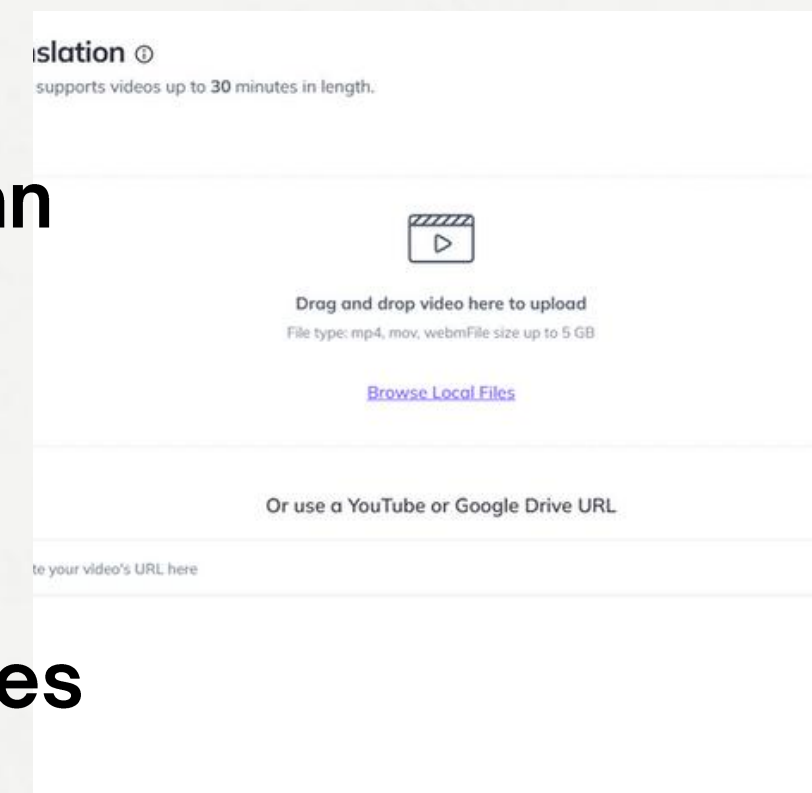 slation
supports videos up to 30 minutes in length.
Drag and drop video here to upload
File type: mp4, mov, webmFile size up to 5 GB
Browse Local Files
Or use a YouTube or Google Drive URL
te your video's URL here
es